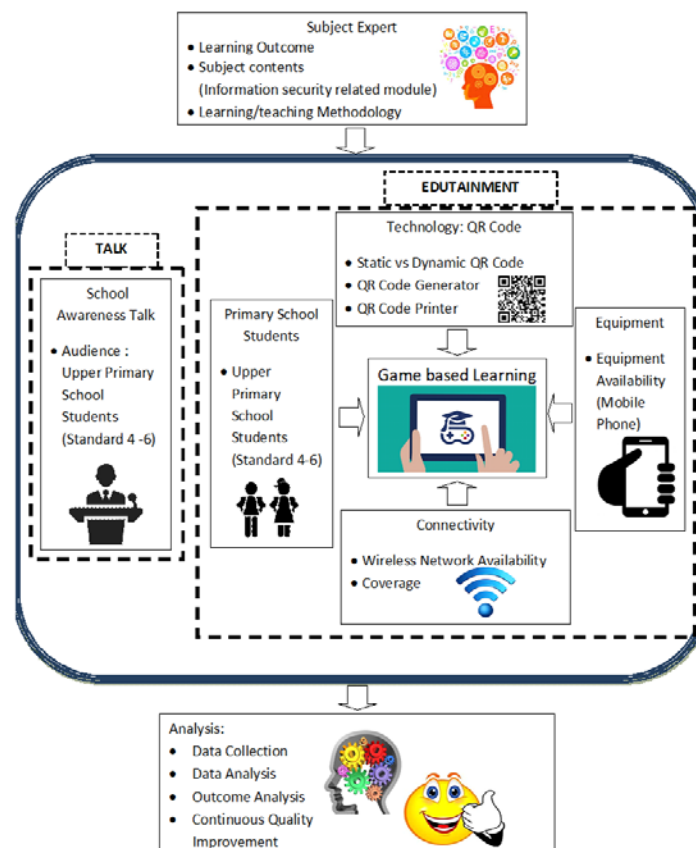 Subject Expert
• Learning Outcome
• Subject contents
(Information security related module)
• Learning/teaching Methodology
EDUTAINMENT
TALK
School
Awareness Talk
• Audience :
Upper Primary
School
Students
(Standard 4 -6)
Primary School
Students
• Upper
Primary
School
Students
(Standard 4-6)
Technology: QR Code
• Static vs Dynamic QR Code
• QR Code Generator
• QR Code Printer
Game based Learning
Equipment
• Equipment
Availability
(Mobile
Phone)
Connectivity
• Wireless Network Availability
• Coverage
Analysis:
• Data Collection
• Data Analysis
• Outcome Analysis
• Continuous Quality
Improvement